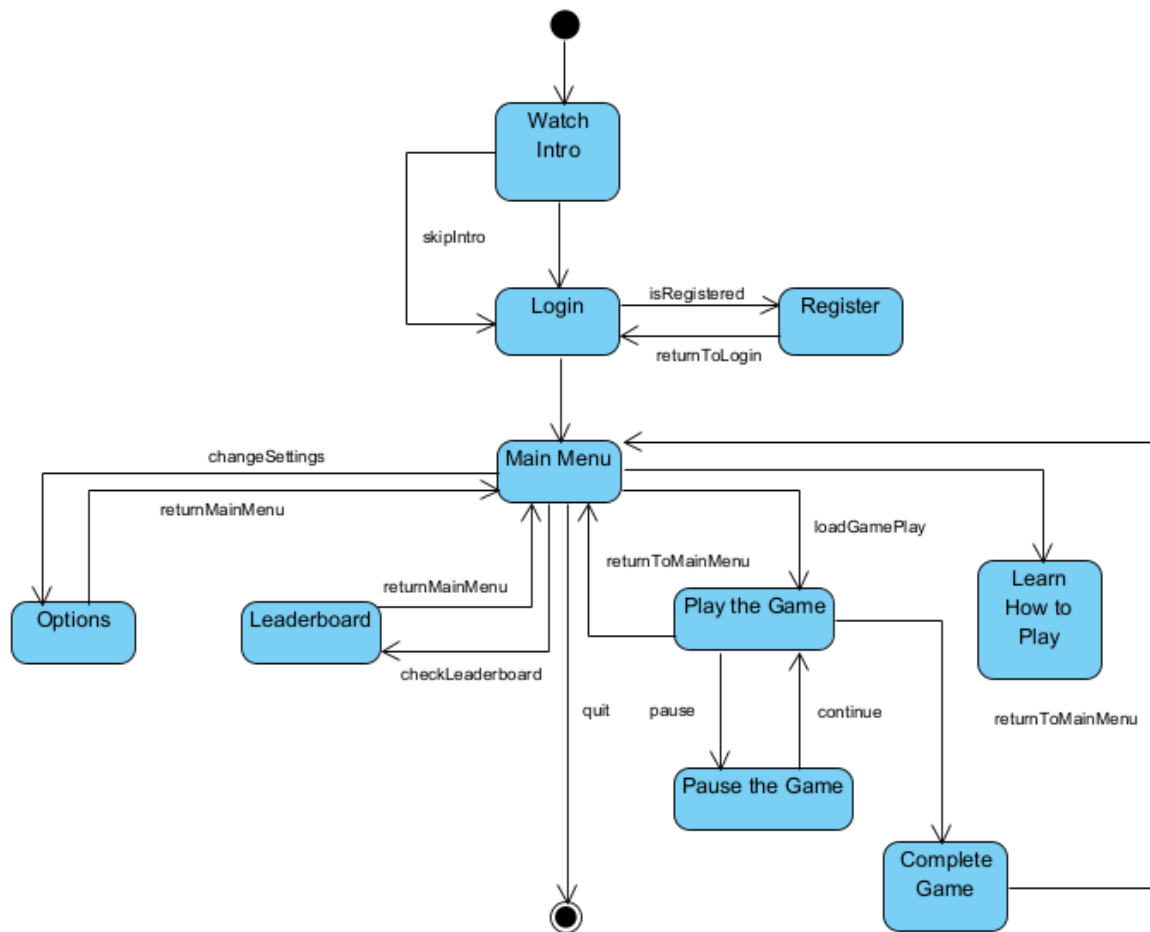 Watch
Intro
skipIntro
Login
isRegistered
Register
returnToLogin
changeSettings
Main Menu
returnMainMenu
loadGamePlay
returnToMainMenu
returnMainMenu
Learn
How to
Play
Options
Leaderboard
Play the Game
checkLeaderboard
quit
pause
continue
returnToMainMenu
Pause the Game
Complete
Game